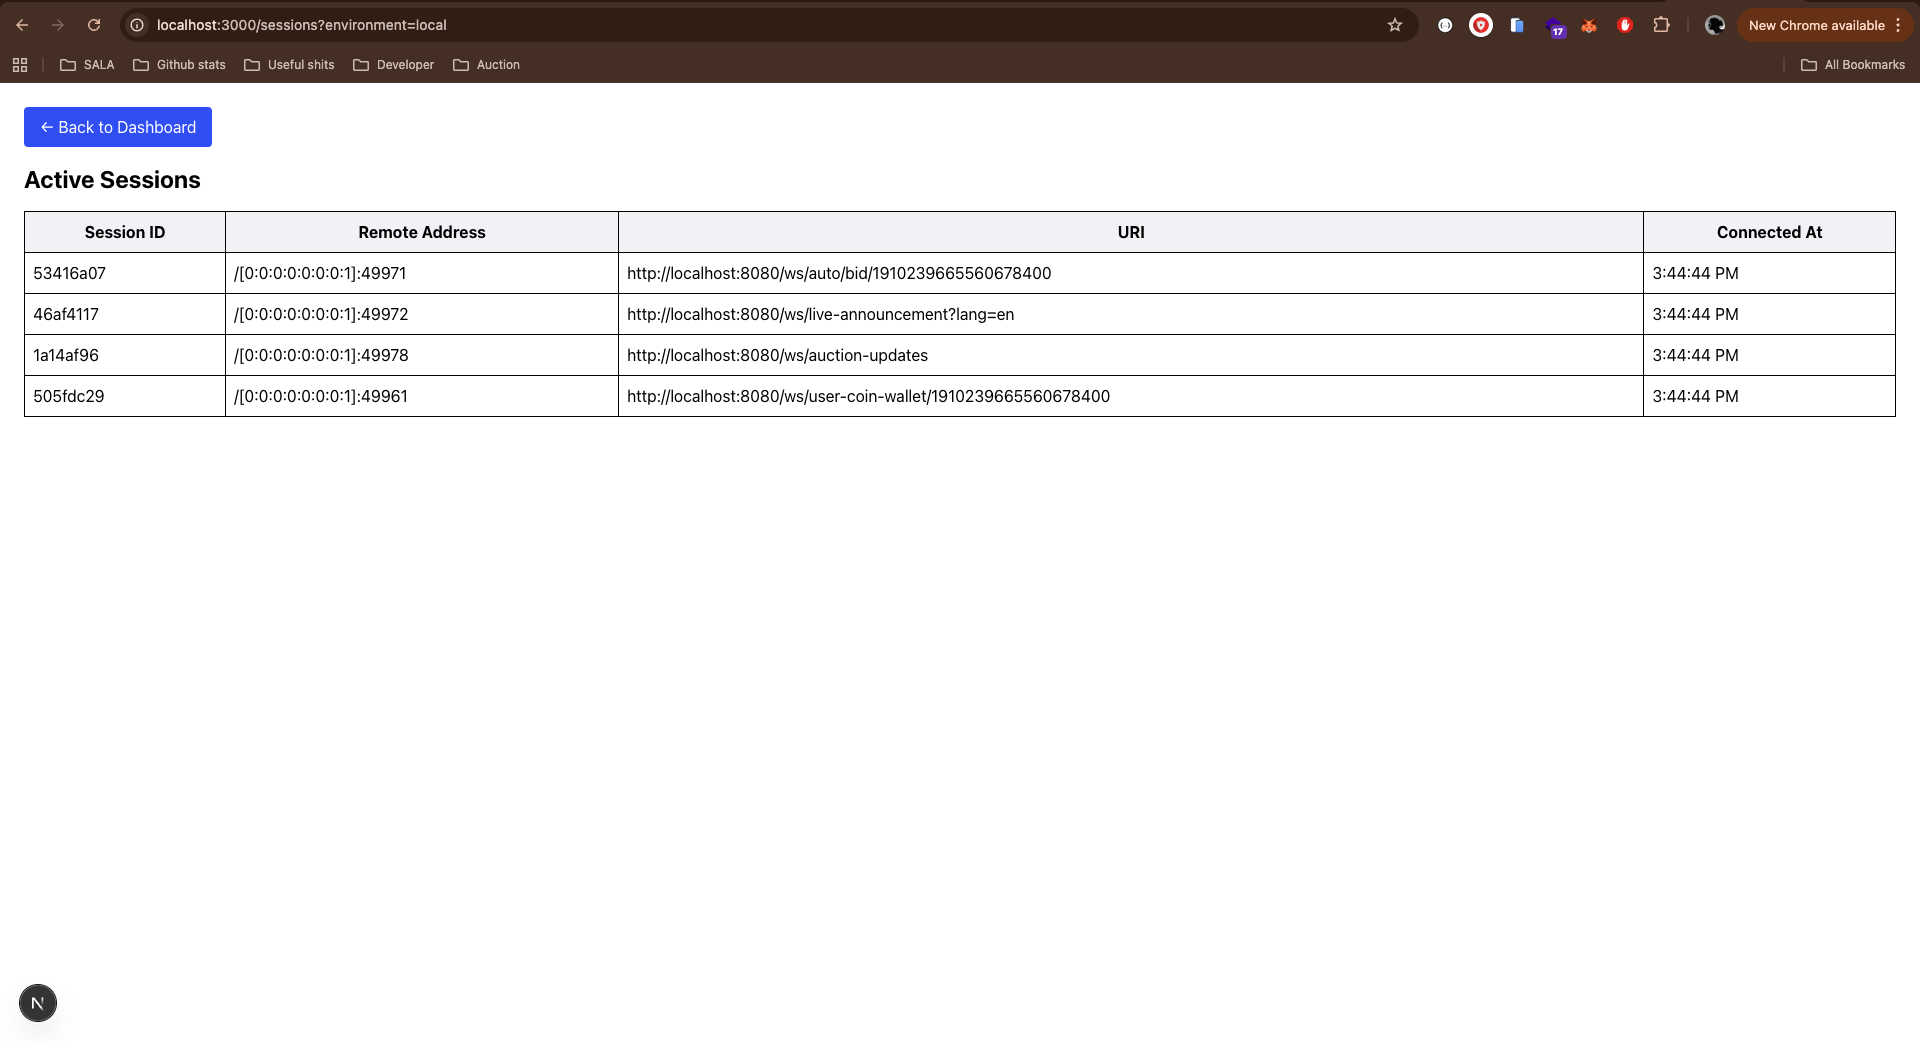 localhost:3000/sessions?environment=local
17
New Chrome available
SALA
Github stats
Useful shits
Developer
Auction
All Bookmarks
← Back to Dashboard
Active Sessions
Session ID Remote Address URI Connected At
53416a07 /[0:0:0:0:0:0:0:1]:49971 http://localhost:8080/ws/auto/bid/1910239665560678400 3:44:44 PM
46af4117 /[0:0:0:0:0:0:0:1]:49972 http://localhost:8080/ws/live-announcement?lang=en 3:44:44 PM
1a14af96 /[0:0:0:0:0:0:0:1]:49978 http://localhost:8080/ws/auction-updates 3:44:44 PM
505fdc29 /[0:0:0:0:0:0:0:1]:49961 http://localhost:8080/ws/user-coin-wallet/1910239665560678400 3:44:44 PM
N